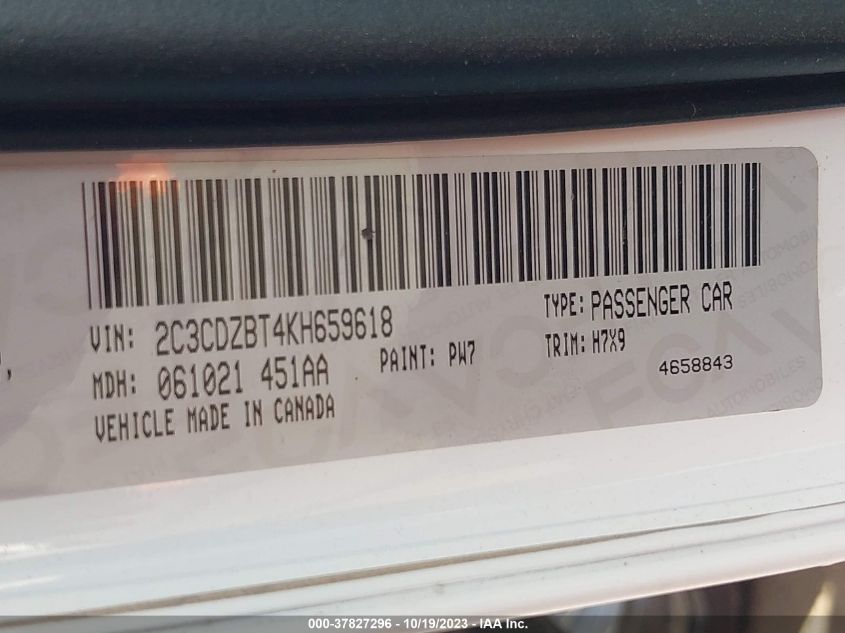 VIN: 2C3CDZBT4KH659618 TYPE: PASSENGER CAR
MDH: 061021 451AA PAINT: PW7 TRIM: H7X9
VEHICLE MADE IN CANADA 4658843
AUTOMOBILES
000-37827296 - 10/19/2023 - IAA Inc.